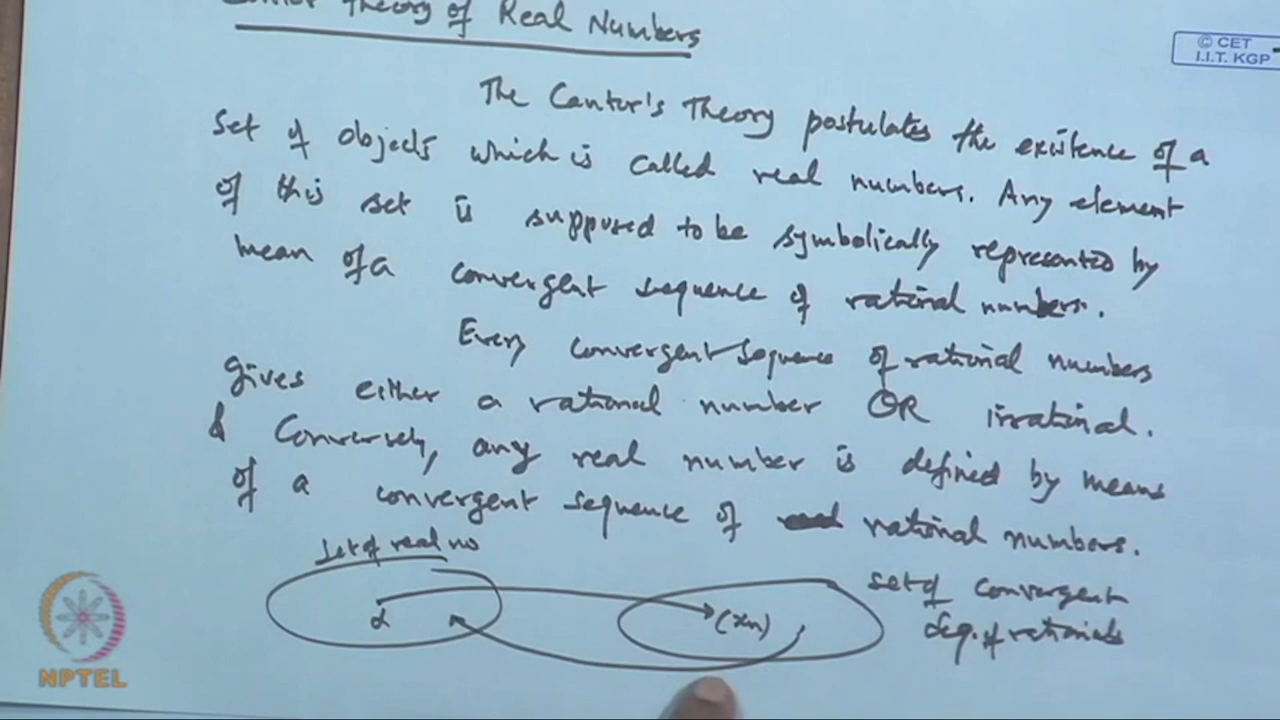 Cantor Theory of Real Numbers
© CET
I.I.T. KGP
The Cantor's Theory postulates the existence of a
set of objects which is called real numbers. Any element
of this set is supposed to be symbolically represented by
mean of a convergent sequence of rational numbers.
Every convergent sequence of rational numbers
gives either a rational number OR irrational.
& Conversely, any real number is defined by means
of a convergent sequence of rational numbers.
set of real no
α
(xn)
set of convergent
seq. of rationals
NPTEL